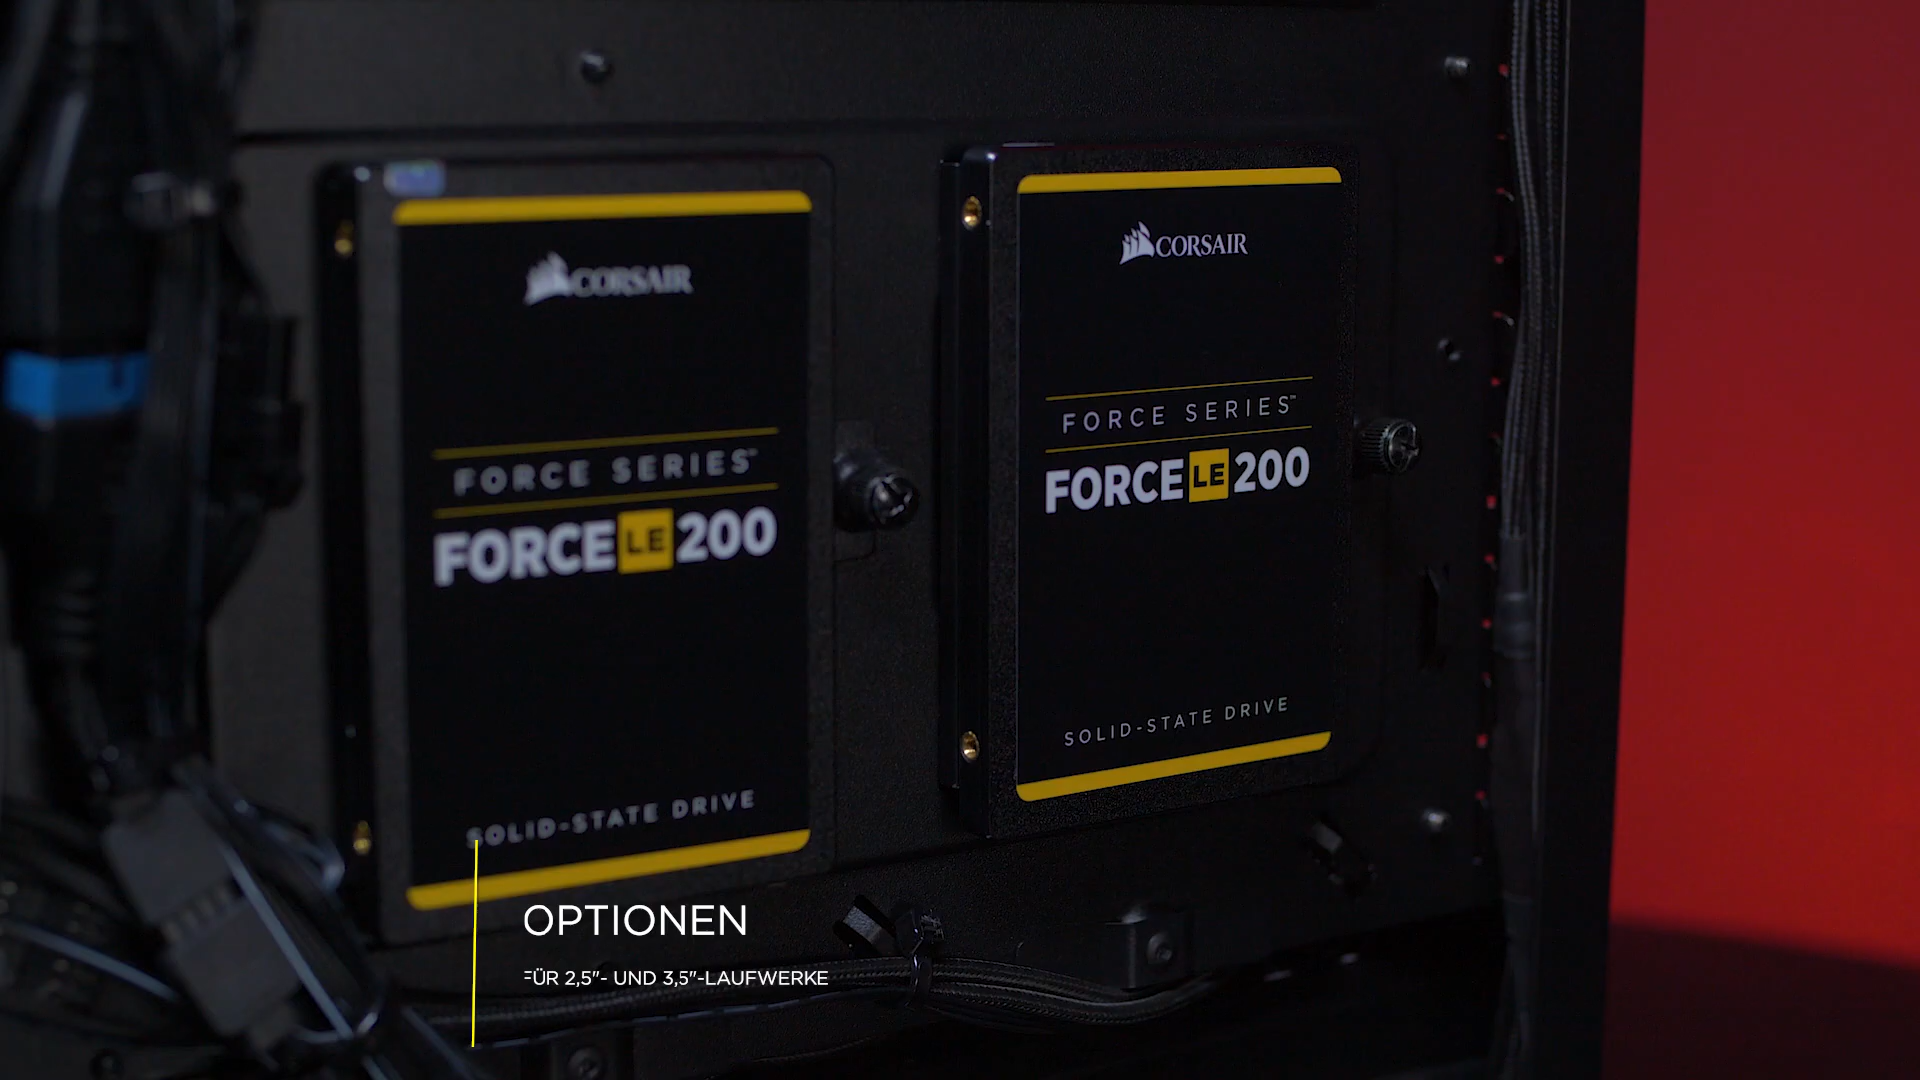 CORSAIR
FORCE SERIES™
FORCE LE 200
SOLID-STATE DRIVE
CORSAIR
FORCE SERIES™
FORCE LE 200
SOLID-STATE DRIVE
OPTIONEN
FÜR 2,5"- UND 3,5"-LAUFWERKE